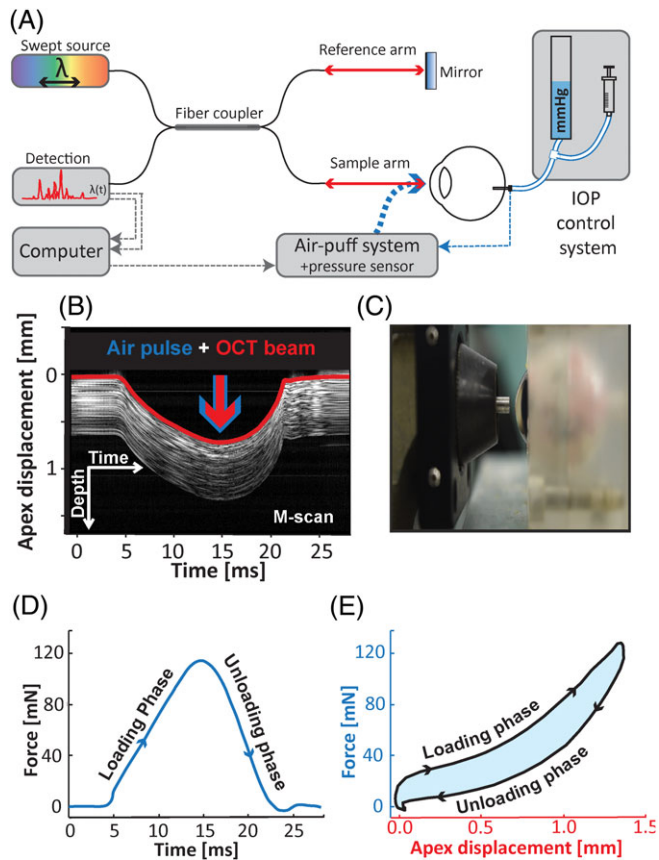 (A)
Swept source
λ
Reference arm
Mirror
Fiber coupler
mmHg
Detection
λ(t)
Sample arm
IOP
control
system
Computer
Air-puff system
+pressure sensor
(B)
(C)
Apex displacement [mm]
Air pulse + OCT beam
0
1
Time
Depth
M-scan
0 5 10 15 20 25
Time [ms]
(D)
(E)
Force [mN]
120
80
40
0
Loading Phase
Unloading phase
0 5 10 15 20 25
Time [ms]
Force [mN]
120
80
40
0
Loading phase
Unloading phase
0.0 0.5 1.0 1.5
Apex displacement [mm]